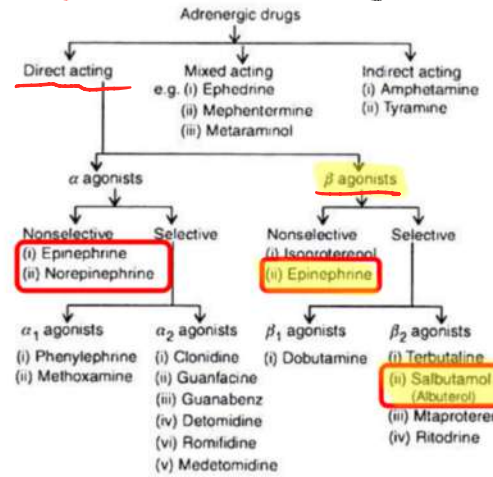 Adrenergic drugs
Direct acting
Mixed acting
e.g. (i) Ephedrine
(ii) Mephentermine
(iii) Metaraminol
Indirect acting
(i) Amphetamine
(ii) Tyramine
α agonists
β agonists
Nonselective
(i) Epinephrine
(ii) Norepinephrine
Selective
Nonselective
(i) Isoproterenol
(ii) Epinephrine
Selective
α1 agonists
(i) Phenylephrine
(ii) Methoxamine
α2 agonists
(i) Clonidine
(ii) Guanfacine
(iii) Guanabenz
(iv) Detomidine
(vi) Romifidine
(v) Medetomidine
β1 agonists
(i) Dobutamine
β2 agonists
(i) Terbutaline
(ii) Salbutamol
(Albuterol)
(iii) Mtaproteren
(iv) Ritodrine